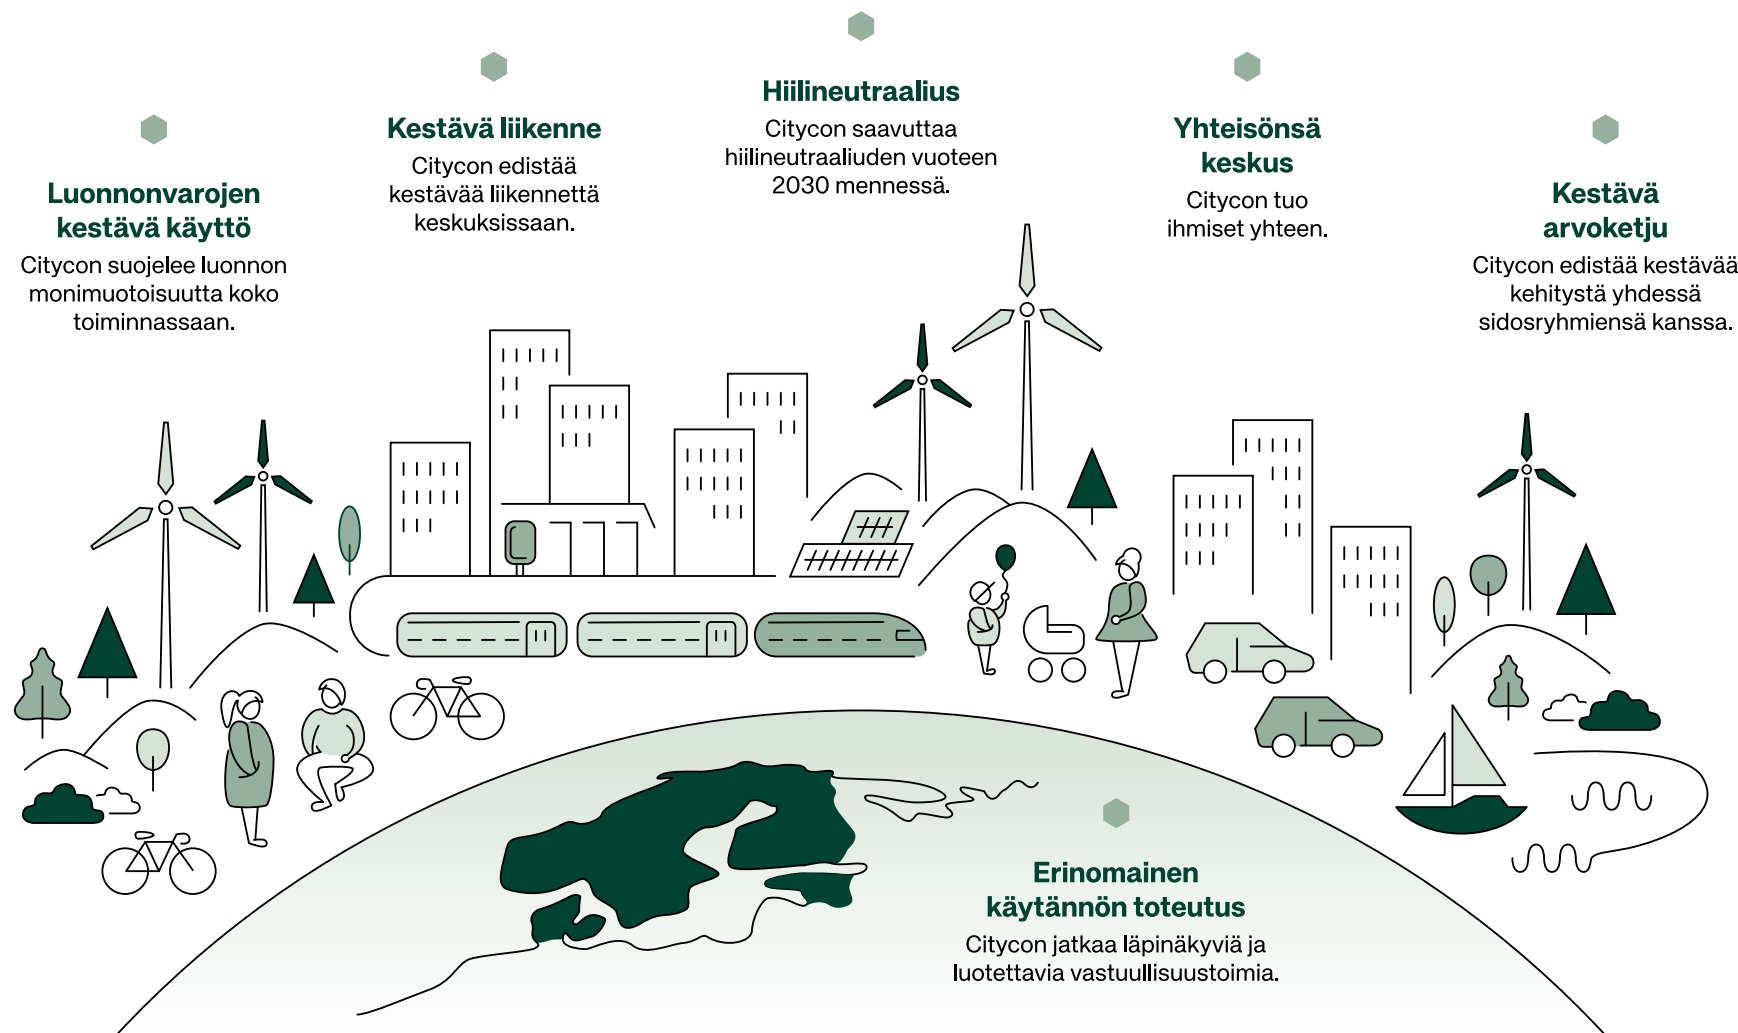 Luonnonvarojen
kestävä käyttö
Citycon suojelee luonnon
monimuotoisuutta koko
toiminnassaan.
Kestävä liikenne
Citycon edistää
kestävää liikennettä
keskuksissaan.
Hiilineutraalius
Citycon saavuttaa
hiilineutraaliuden vuoteen
2030 mennessä.
Yhteisönsä
keskus
Citycon tuo
ihmiset yhteen.
Kestävä
arvoketju
Citycon edistää kestävää
kehitystä yhdessä
sidosryhmiensä kanssa.
Erinomainen
käytännön toteutus
Citycon jatkaa läpinäkyviä ja
luotettavia vastuullisuustoimia.